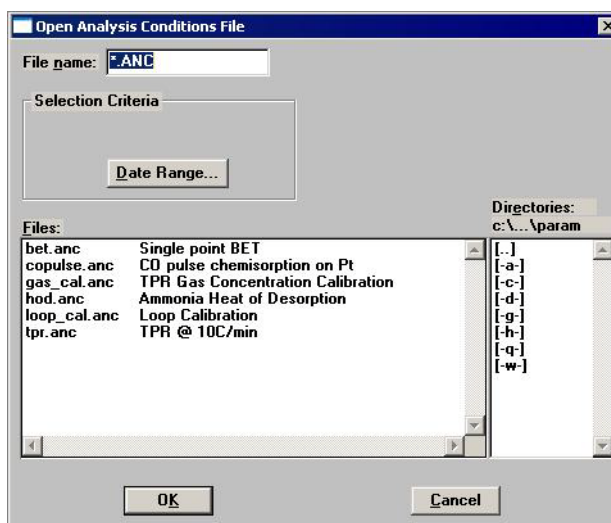 Open Analysis Conditions File
File name: *.ANC
Selection Criteria
Date Range...
Directories:
Files: c:\...\param
bet.anc Single point BET [..]
copulse.anc CO pulse chemisorption on Pt [-a-]
gas_cal.anc TPR Gas Concentration Calibration [-c-]
hod.anc Ammonia Heat of Desorption [-d-]
loop_cal.anc Loop Calibration [-g-]
tpr.anc TPR @ 10C/min [-h-]
[-q-]
[-w-]
OK Cancel